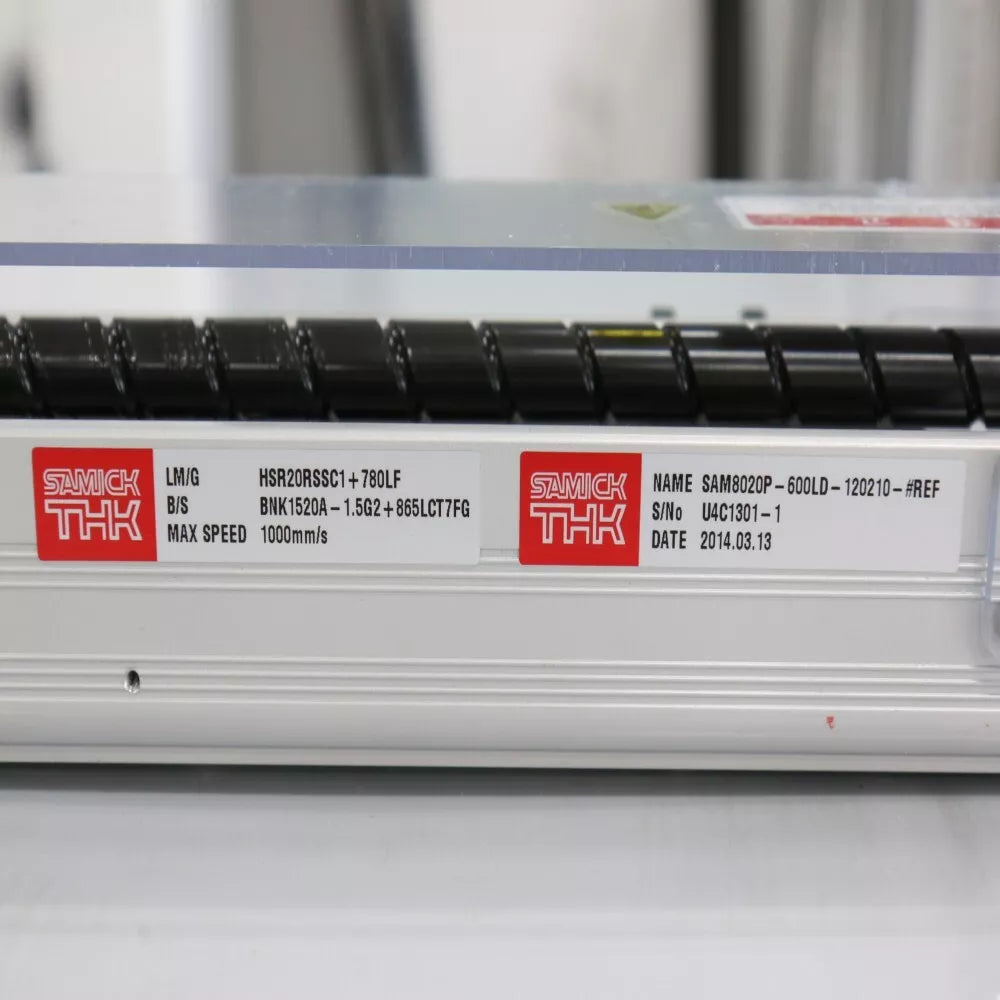 SAMICK
THK
LM/G HSR20RSSC1+780LF
B/S BNK1520A-1.5G2+865LCT7FG
MAX SPEED 1000mm/s
SAMICK
THK
NAME SAM8020P-600LD-120210-#REF
S/No U4C1301-1
DATE 2014.03.13